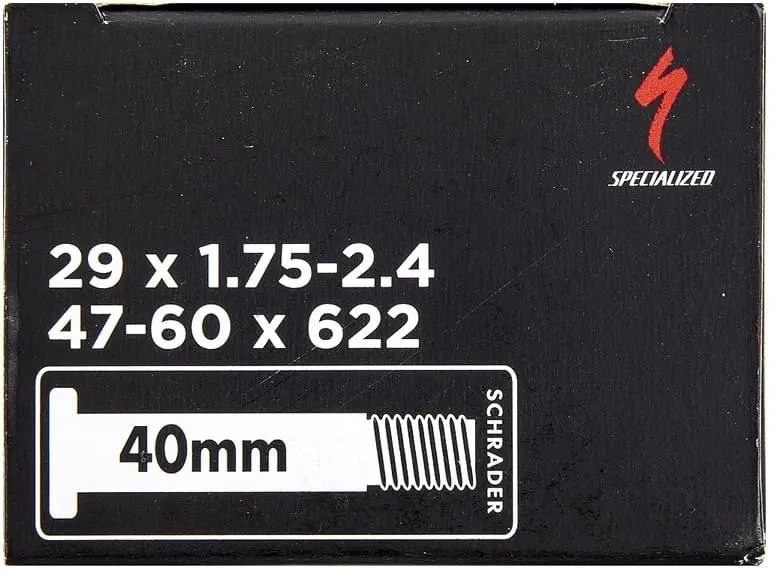 SPECIALIZED
29 x 1.75-2.4
47-60 x 622
40mm
SCHRADER